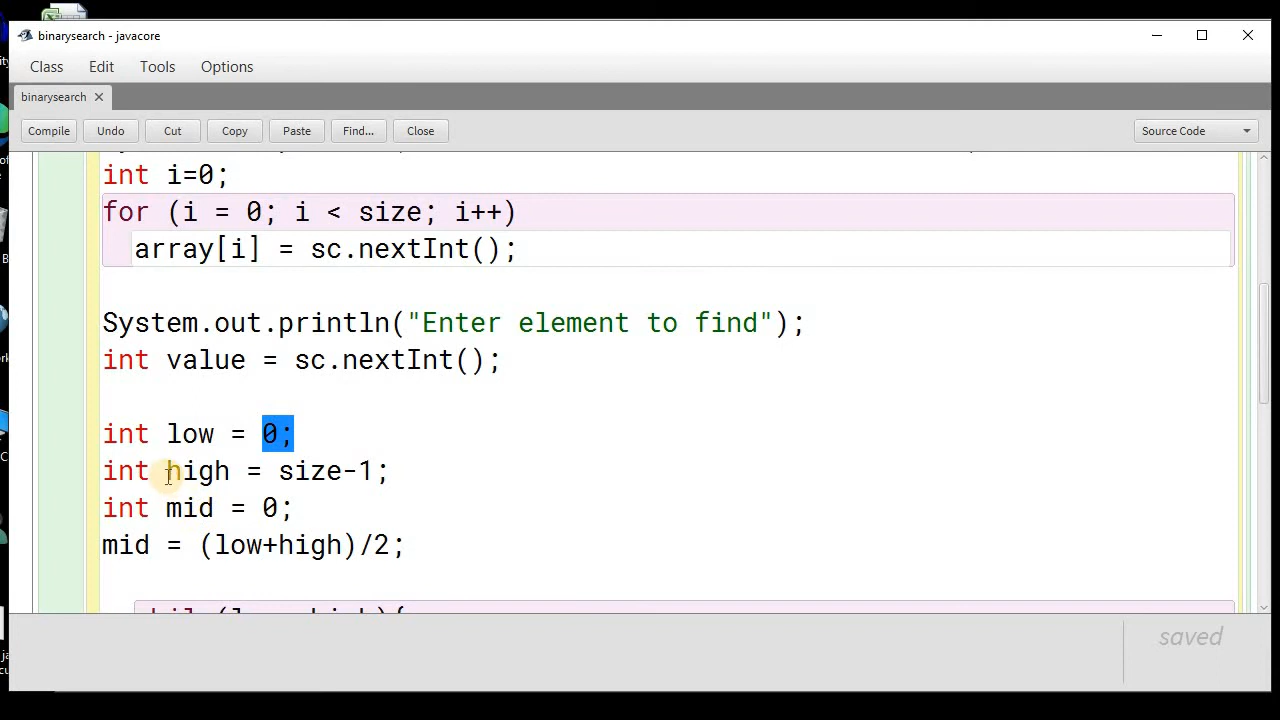 binarysearch - javacore
Class Edit Tools Options
binarysearch
Compile Undo Cut Copy Paste Find... Close Source Code
int i=0;
for (i = 0; i < size; i++)
array[i] = sc.nextInt();
System.out.println("Enter element to find");
int value = sc.nextInt();
int low = 0;
int high = size-1;
int mid = 0;
mid = (low+high)/2;
saved